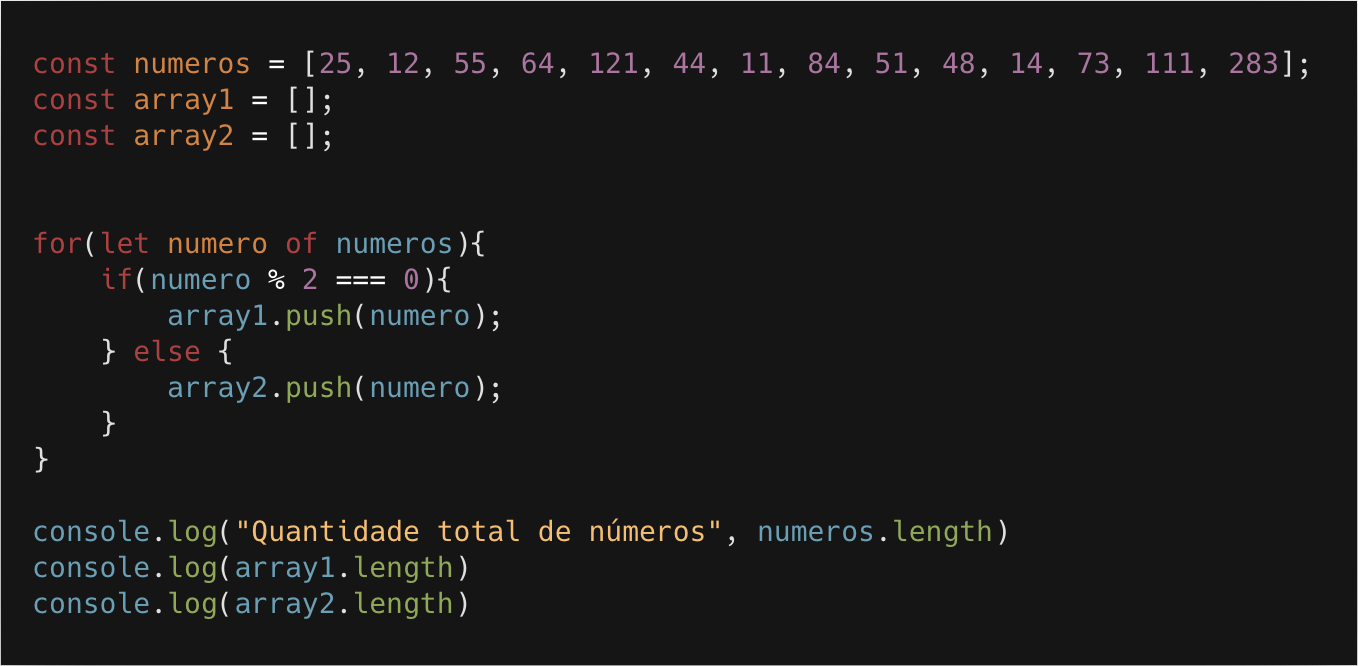 const numeros = [25, 12, 55, 64, 121, 44, 11, 84, 51, 48, 14, 73, 111, 283];
const array1 = [];
const array2 = [];
for(let numero of numeros){
    if(numero % 2 === 0){
        array1.push(numero);
    } else {
        array2.push(numero);
    }
}
console.log("Quantidade total de números", numeros.length)
console.log(array1.length)
console.log(array2.length)